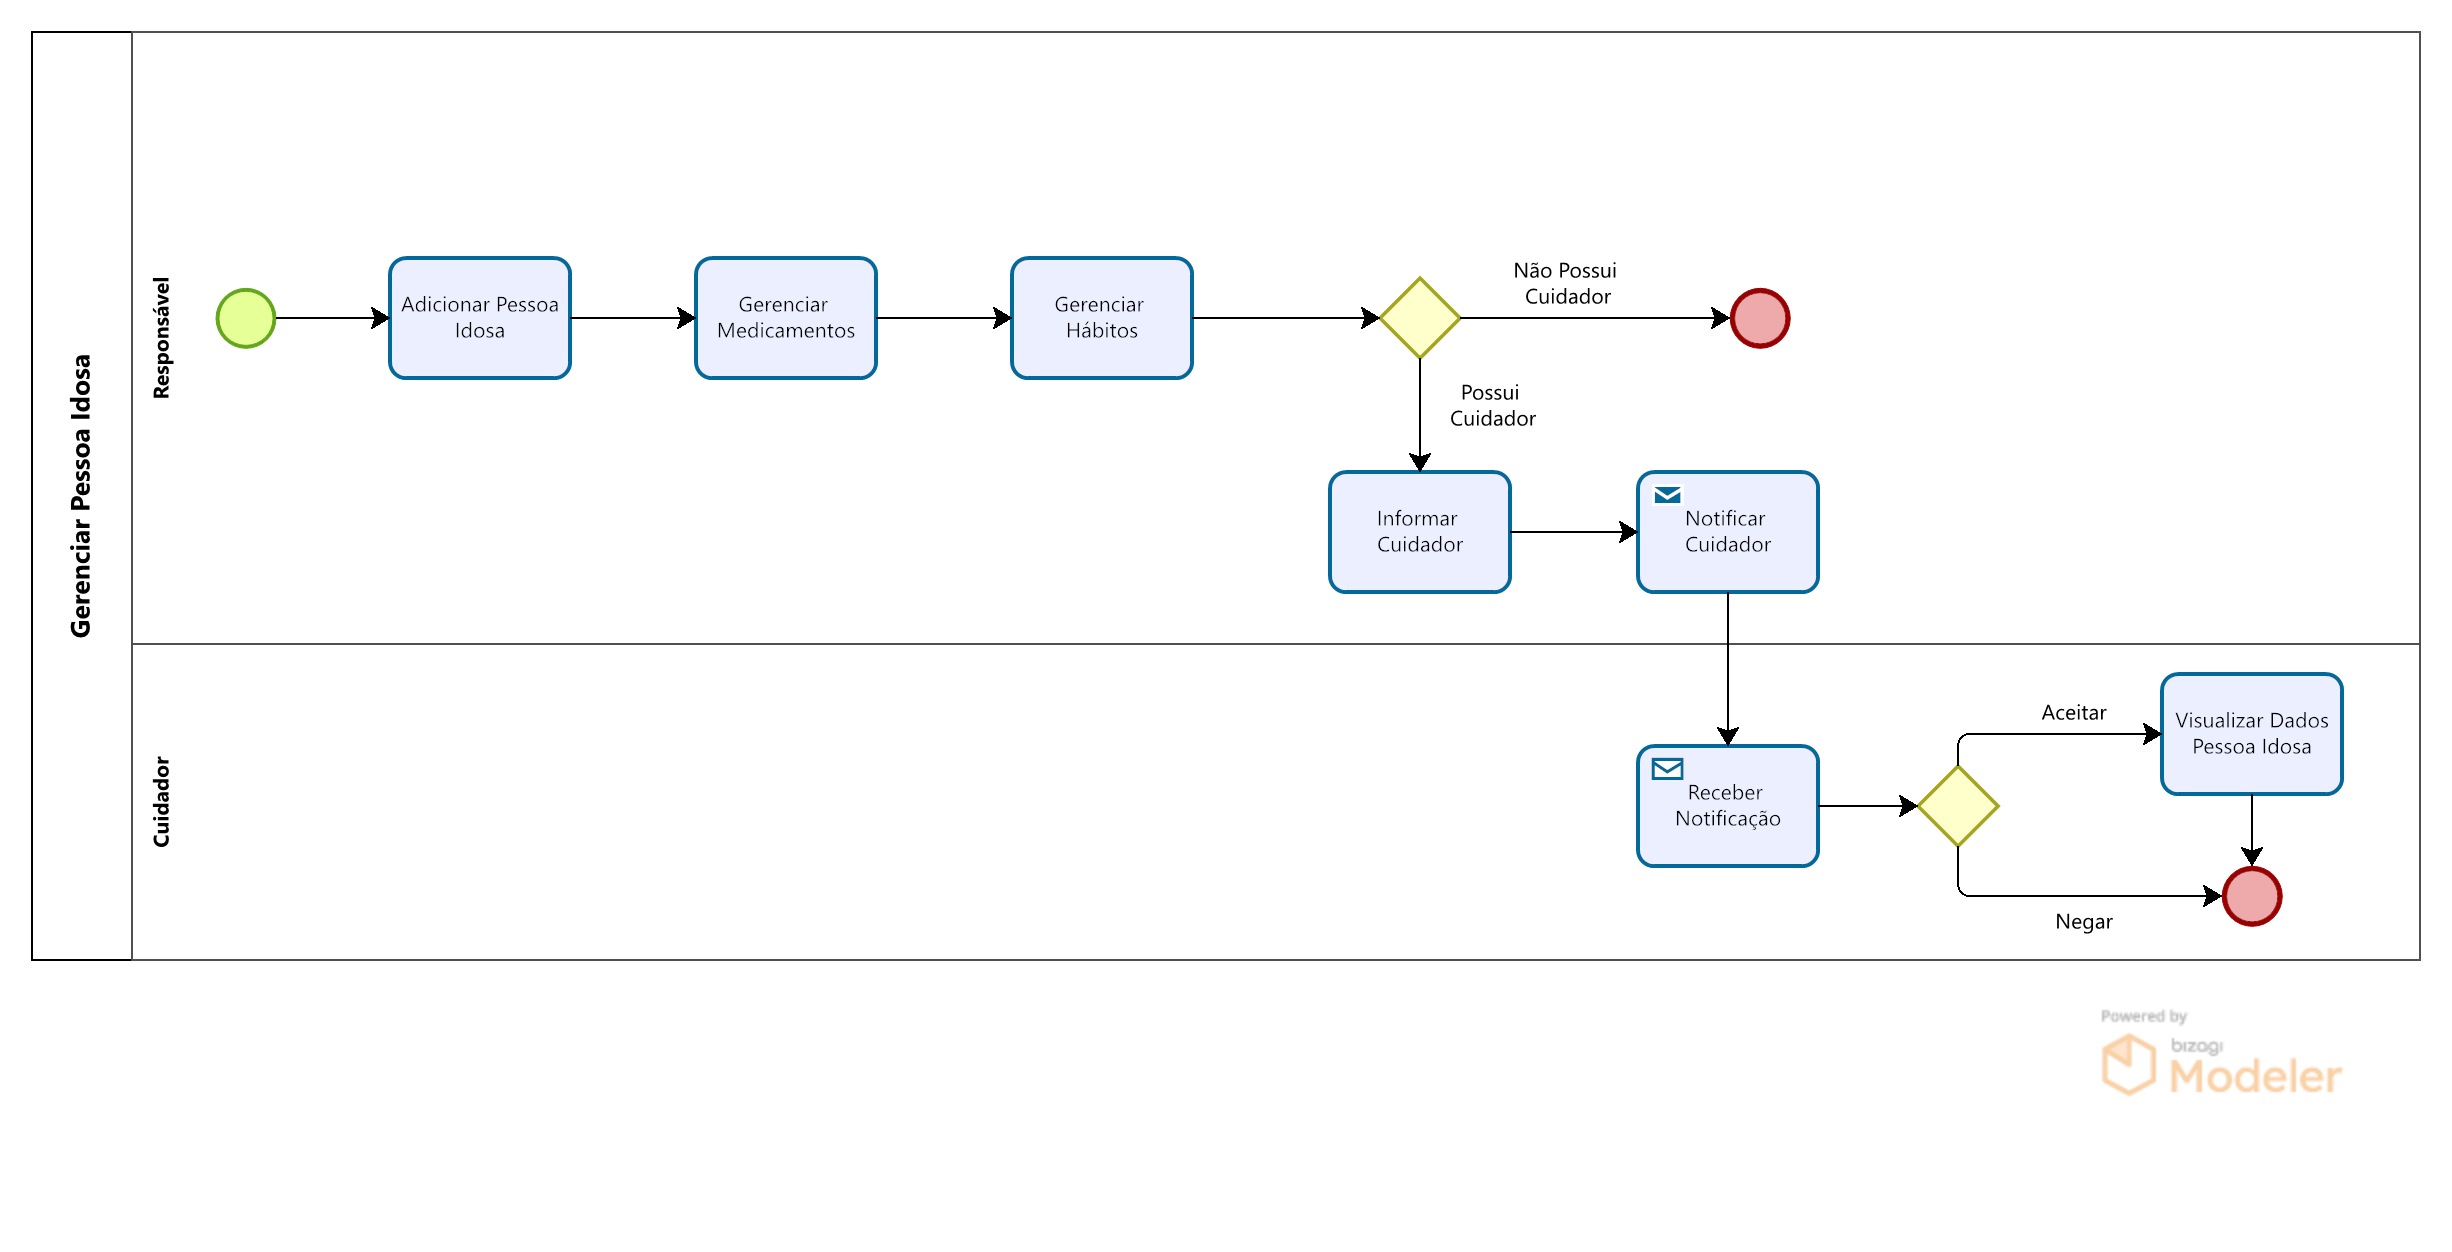 Gerenciar Pessoa Idosa
Responsável
Adicionar Pessoa
Idosa
Gerenciar
Medicamentos
Gerenciar
Hábitos
Não Possui
Cuidador
Possui
Cuidador
Informar
Cuidador
Notificar
Cuidador
Cuidador
Receber
Notificação
Aceitar
Visualizar Dados
Pessoa Idosa
Negar
Powered by
bizagi
Modeler